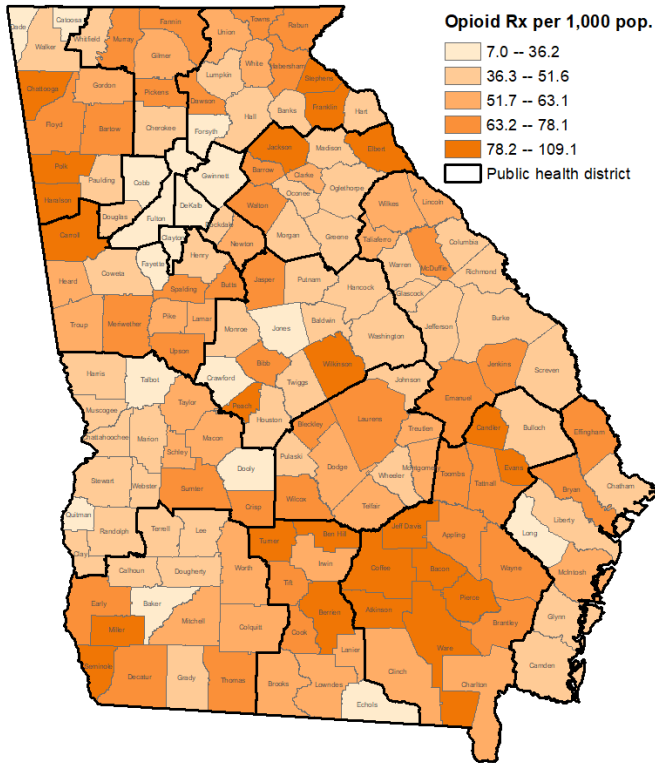 Opioid Rx per 1,000 pop.
7.0 -- 36.2
36.3 -- 51.6
51.7 -- 63.1
63.2 -- 78.1
78.2 -- 109.1
Public health district
Catoosa
Dade
Walker
Whitfield
Murray
Fannin
Union
Towns
Rabun
Gilmer
White
Habersham
Lumpkin
Stephens
Chattooga
Gordon
Pickens
Dawson
Hall
Banks
Franklin
Hart
Floyd
Bartow
Cherokee
Forsyth
Jackson
Madison
Elbert
Polk
Paulding
Cobb
Gwinnett
Barrow
Clarke
Oconee
Oglethorpe
Haralson
Douglas
Fulton
DeKalb
Rockdale
Walton
Morgan
Greene
Wilkes
Lincoln
Carroll
Clayton
Fayette
Henry
Newton
Taliaferro
Columbia
McDuffie
Warren
Richmond
Heard
Coweta
Spalding
Butts
Jasper
Putnam
Hancock
Glascock
Burke
Troup
Meriwether
Pike
Lamar
Monroe
Jones
Baldwin
Washington
Jefferson
Upson
Bibb
Wilkinson
Jenkins
Screven
Harris
Talbot
Crawford
Twiggs
Johnson
Emanuel
Muscogee
Taylor
Peach
Houston
Laurens
Candler
Bulloch
Effingham
Chattahoochee
Marion
Macon
Bleckley
Treutlen
Schley
Dooly
Pulaski
Dodge
Montgomery
Toombs
Evans
Stewart
Webster
Sumter
Wheeler
Tattnall
Bryan
Chatham
Quitman
Crisp
Wilcox
Telfair
Liberty
Long
Randolph
Terrell
Lee
Turner
Ben Hill
Jeff Davis
Appling
Clay
Calhoun
Dougherty
Worth
Irwin
Coffee
Bacon
Wayne
McIntosh
Early
Baker
Tift
Pierce
Miller
Mitchell
Colquitt
Berrien
Atkinson
Brantley
Glynn
Cook
Ware
Seminole
Decatur
Grady
Thomas
Brooks
Lowndes
Lanier
Clinch
Charlton
Camden
Echols